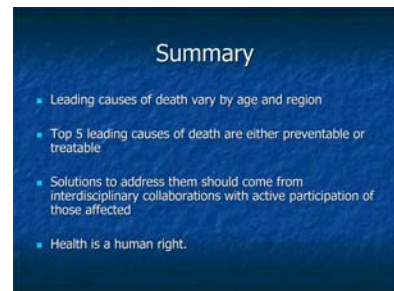 Summary
Leading causes of death vary by age and region
Top 5 leading causes of death are either preventable or
treatable
Solutions to address them should come from
interdisciplinary collaborations with active participation of
those affected
Health is a human right.